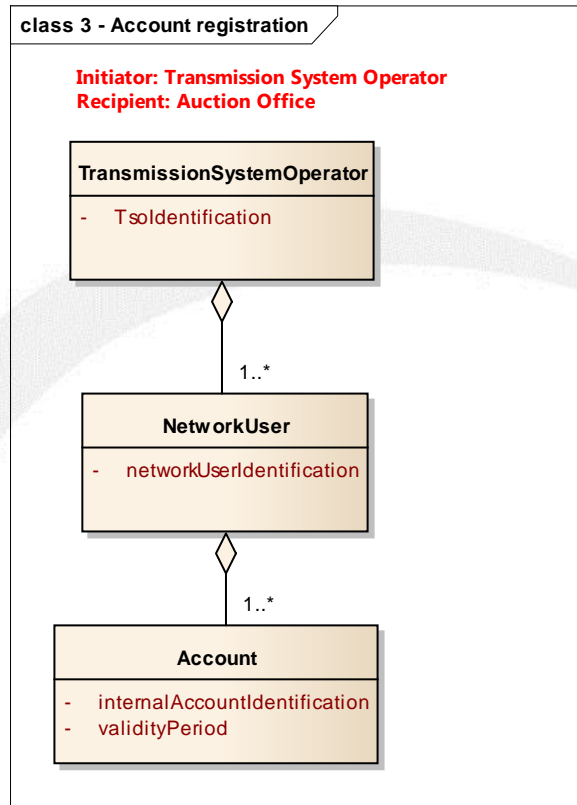 class 3 - Account registration
Initiator: Transmission System Operator
Recipient: Auction Office
TransmissionSystemOperator
- TsoIdentification
1..*
NetworkUser
- networkUserIdentification
1..*
Account
- internalAccountIdentification
- validityPeriod